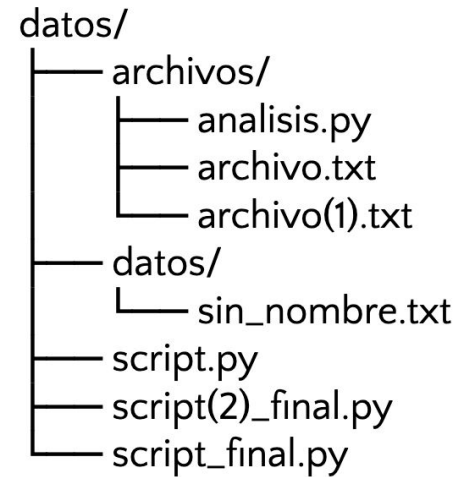 datos/
archivos/
analisis.py
archivo.txt
archivo(1).txt
datos/
sin_nombre.txt
script.py
script(2)_final.py
script_final.py